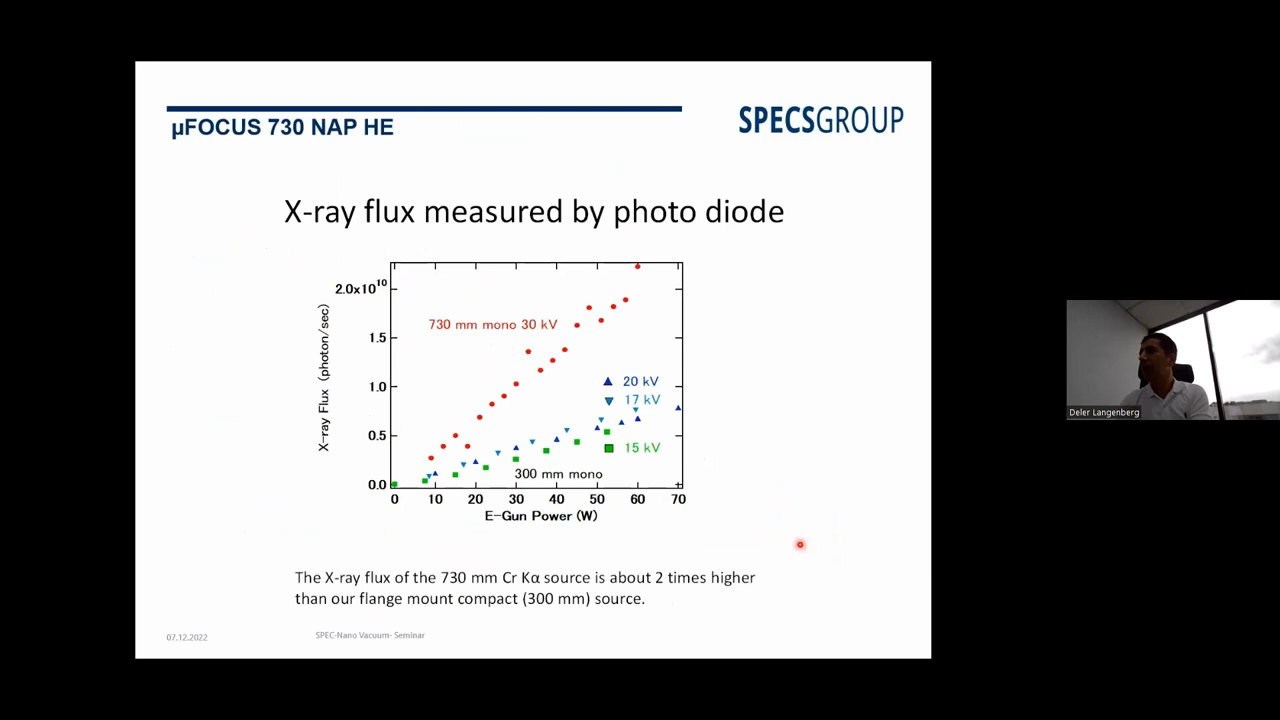 µFOCUS 730 NAP HE
SPECSGROUP
X-ray flux measured by photo diode
2.0x10¹⁰
1.5
1.0
0.5
0.0
X-ray Flux (photon/sec)
730 mm mono 30 kV
20 kV
17 kV
15 kV
300 mm mono
0 10 20 30 40 50 60 70
E-Gun Power (W)
The X-ray flux of the 730 mm Cr Kα source is about 2 times higher
than our flange mount compact (300 mm) source.
07.12.2022
SPEC-Nano Vacuum- Seminar
Deler Langenberg